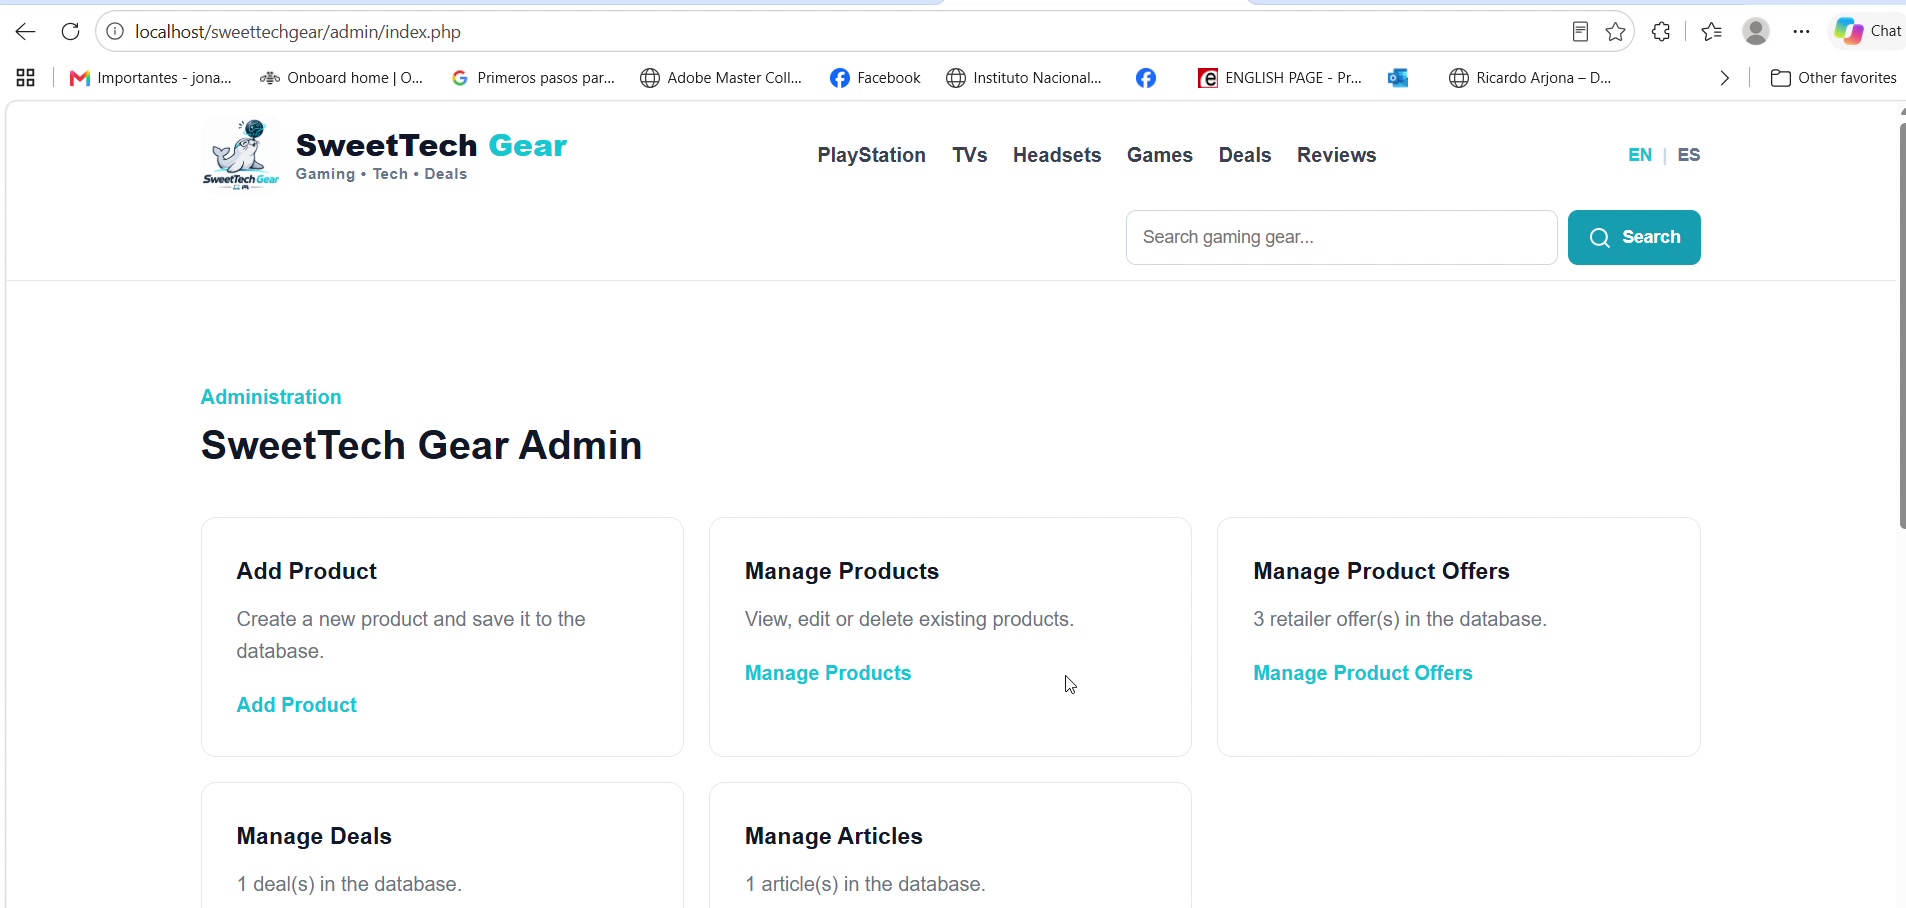 localhost/sweettechgear/admin/index.php
Chat
Importantes - jona...
Onboard home | O...
Primeros pasos par...
Adobe Master Coll...
Facebook
Instituto Nacional...
ENGLISH PAGE - Pr...
Ricardo Arjona – D...
Other favorites
SweetTech Gear
SweetTech Gear
Gaming • Tech • Deals
PlayStation TVs Headsets Games Deals Reviews
EN | ES
Search gaming gear...
Search
Administration
SweetTech Gear Admin
Add Product
Create a new product and save it to the
database.
Add Product
Manage Products
View, edit or delete existing products.
Manage Products
Manage Product Offers
3 retailer offer(s) in the database.
Manage Product Offers
Manage Deals
1 deal(s) in the database.
Manage Articles
1 article(s) in the database.